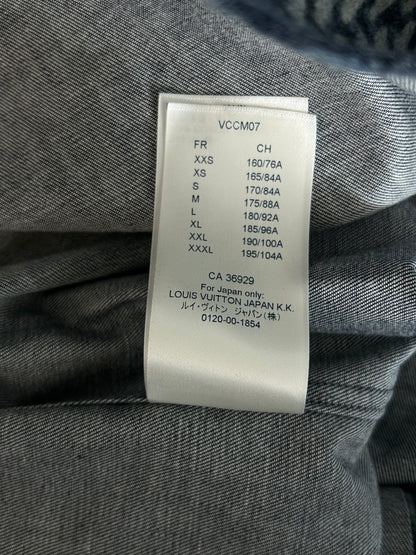 VCCM07
FR CH
XXS 160/76A
XS 165/84A
S 170/84A
M 175/88A
L 180/92A
XL 185/96A
XXL 190/100A
XXXL 195/104A
CA 36929
For Japan only:
LOUIS VUITTON JAPAN K.K.
ルイ・ヴィトン ジャパン(株)
0120-00-1854